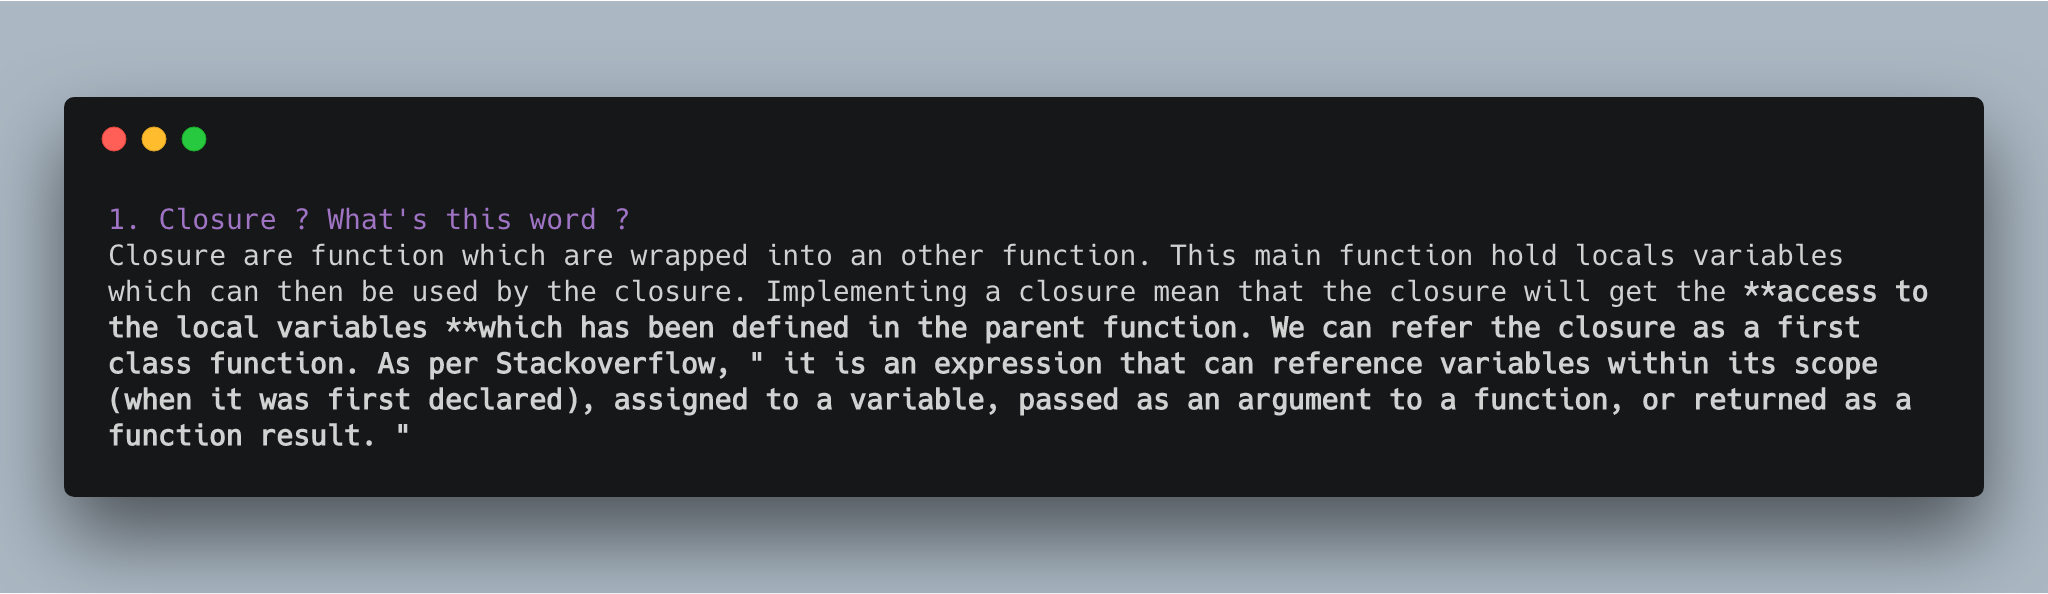 1. Closure ? What's this word ?
Closure are function which are wrapped into an other function. This main function hold locals variables
which can then be used by the closure. Implementing a closure mean that the closure will get the **access to
the local variables **which has been defined in the parent function. We can refer the closure as a first
class function. As per Stackoverflow, " it is an expression that can reference variables within its scope
(when it was first declared), assigned to a variable, passed as an argument to a function, or returned as a
function result. "